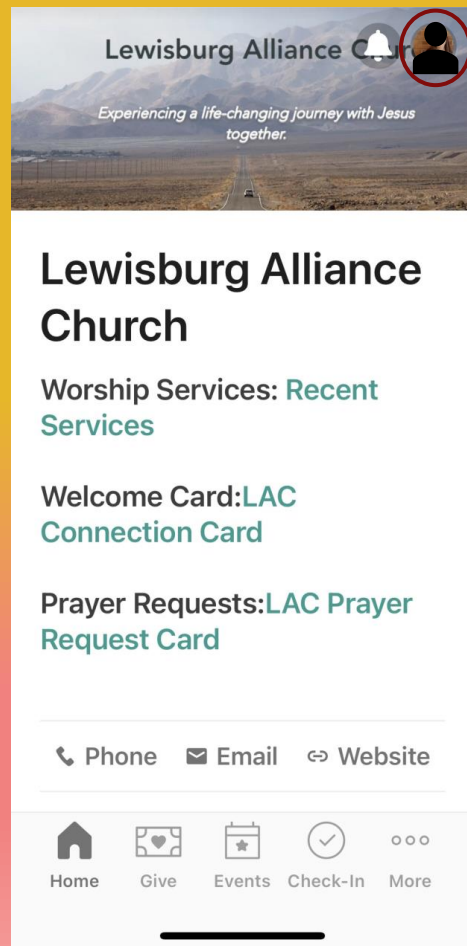 Lewisburg Alliance
Experiencing a life-changing journey with Jesus
together.
Lewisburg Alliance
Church
Worship Services: Recent
Services
Welcome Card:LAC
Connection Card
Prayer Requests:LAC Prayer
Request Card
Phone Email Website
Home Give Events Check-In More